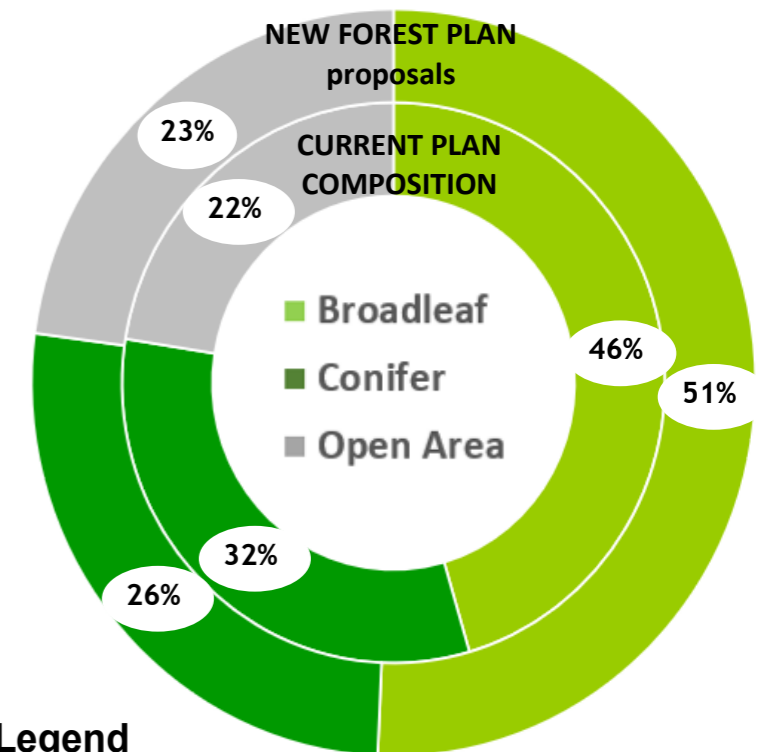 NEW FOREST PLAN
proposals
23%
CURRENT PLAN
COMPOSITION
22%
Broadleaf
46%
Conifer
51%
Open Area
32%
26%
Legend